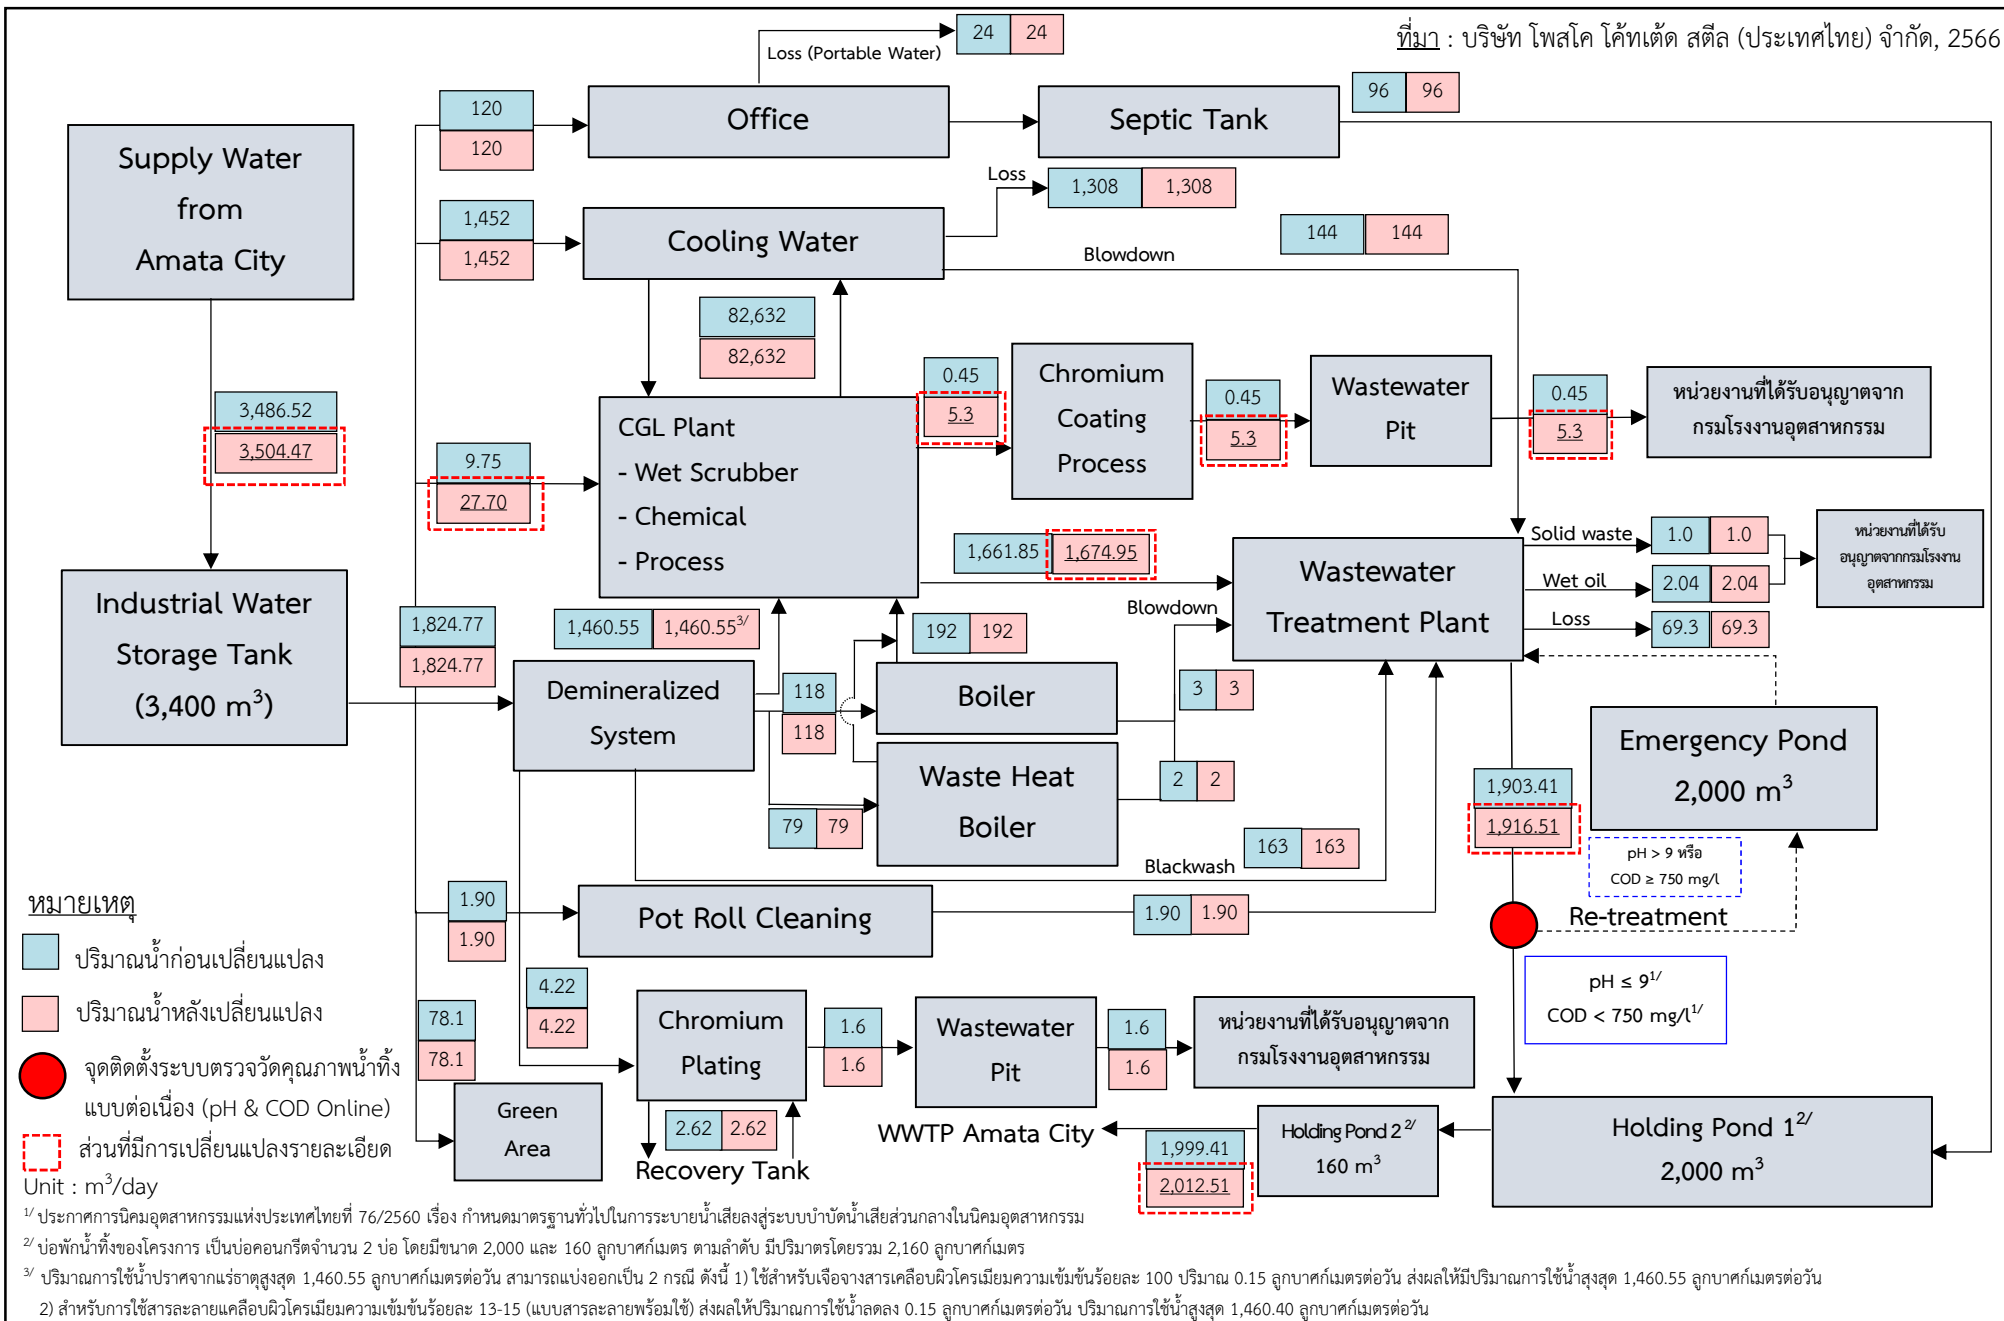 ที่มา : บริษัท โพสโค โค้ทเต็ด สตีล (ประเทศไทย) จำกัด, 2566
24 24
Loss (Portable Water)
96 96
120
120
Office
Septic Tank
Supply Water
from
Amata City
Loss
1,308 1,308
1,452
1,452
Cooling Water
144 144
Blowdown
82,632
82,632
3,486.52
3,504.47
9.75
27.70
CGL Plant
- Wet Scrubber
- Chemical
- Process
0.45
5.3
Chromium
Coating
Process
0.45
5.3
Wastewater
Pit
0.45
5.3
หน่วยงานที่ได้รับอนุญาตจาก
กรมโรงงานอุตสาหกรรม
1,661.85 1,674.95
Wastewater
Treatment Plant
Solid waste
1.0 1.0
Wet oil
2.04 2.04
Loss
69.3 69.3
หน่วยงานที่ได้รับ
อนุญาตจากกรมโรงงาน
อุตสาหกรรม
Industrial Water
Storage Tank
(3,400 m³)
1,824.77
1,824.77
1,460.55 1,460.55³/
192 192
Blowdown
Demineralized
System
118
118
Boiler
3 3
Waste Heat
Boiler
2 2
79 79
Emergency Pond
2,000 m³
1,903.41
1,916.51
pH > 9 หรือ
COD ≥ 750 mg/l
163 163
Blackwash
1.90
1.90
Pot Roll Cleaning
1.90 1.90
Re-treatment
pH ≤ 9¹/
COD < 750 mg/l¹/
หมายเหตุ
ปริมาณน้ำก่อนเปลี่ยนแปลง
ปริมาณน้ำหลังเปลี่ยนแปลง
จุดติดตั้งระบบตรวจวัดคุณภาพน้ำทิ้ง
แบบต่อเนื่อง (pH & COD Online)
ส่วนที่มีการเปลี่ยนแปลงรายละเอียด
Unit : m³/day
78.1
78.1
Green
Area
4.22
4.22
Chromium
Plating
1.6
1.6
Wastewater
Pit
1.6
1.6
หน่วยงานที่ได้รับอนุญาตจาก
กรมโรงงานอุตสาหกรรม
2.62 2.62
Recovery Tank
WWTP Amata City
1,999.41
2,012.51
Holding Pond 2 ²/
160 m³
Holding Pond 1²/
2,000 m³
¹/ ประกาศการนิคมอุตสาหกรรมแห่งประเทศไทยที่ 76/2560 เรื่อง กำหนดมาตรฐานทั่วไปในการระบายน้ำเสียลงสู่ระบบบำบัดน้ำเสียส่วนกลางในนิคมอุตสาหกรรม
²/ บ่อพักน้ำทิ้งของโครงการ เป็นบ่อคอนกรีตจำนวน 2 บ่อ โดยมีขนาด 2,000 และ 160 ลูกบาศก์เมตร ตามลำดับ มีปริมาตรโดยรวม 2,160 ลูกบาศก์เมตร
³/ ปริมาณการใช้น้ำปราศจากแร่ธาตุสูงสุด 1,460.55 ลูกบาศก์เมตรต่อวัน สามารถแบ่งออกเป็น 2 กรณี ดังนี้ 1) ใช้สำหรับเจือจางสารเคลือบผิวโครเมียมความเข้มข้นร้อยละ 100 ปริมาณ 0.15 ลูกบาศก์เมตรต่อวัน ส่งผลให้มีปริมาณการใช้น้ำสูงสุด 1,460.55 ลูกบาศก์เมตรต่อวัน
2) สำหรับการใช้สารละลายแคลือบผิวโครเมียมความเข้มข้นร้อยละ 13-15 (แบบสารละลายพร้อมใช้) ส่งผลให้ปริมาณการใช้น้ำลดลง 0.15 ลูกบาศก์เมตรต่อวัน ปริมาณการใช้น้ำสูงสุด 1,460.40 ลูกบาศก์เมตรต่อวัน